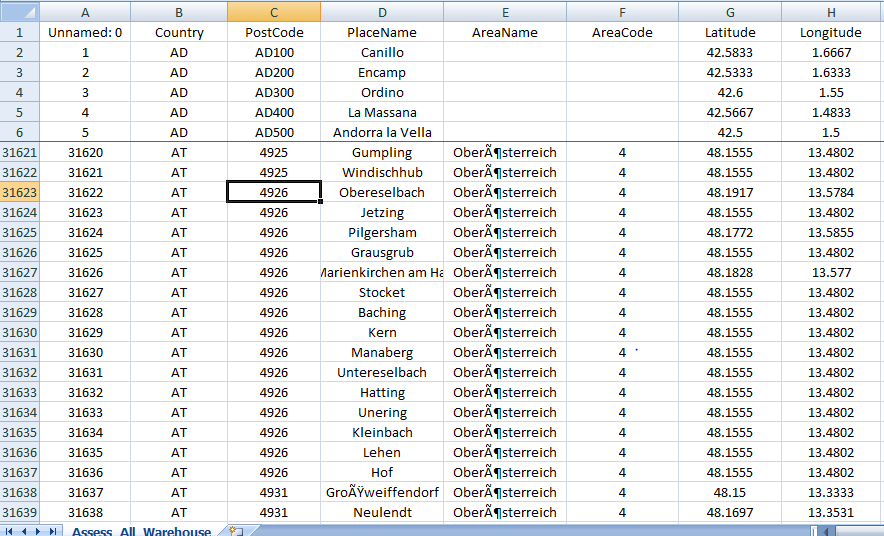 A B C D E F G H
1 Unnamed: 0 Country PostCode PlaceName AreaName AreaCode Latitude Longitude
2 1 AD AD100 Canillo 42.5833 1.6667
3 2 AD AD200 Encamp 42.5333 1.6333
4 3 AD AD300 Ordino 42.6 1.55
5 4 AD AD400 La Massana 42.5667 1.4833
6 5 AD AD500 Andorra la Vella 42.5 1.5
31621 31620 AT 4925 Gumpling OberÃ¶sterreich 4 48.1555 13.4802
31622 31621 AT 4925 Windischhub OberÃ¶sterreich 4 48.1555 13.4802
31623 31622 AT 4926 Obereselbach OberÃ¶sterreich 4 48.1917 13.5784
31624 31623 AT 4926 Jetzing OberÃ¶sterreich 4 48.1555 13.4802
31625 31624 AT 4926 Pilgersham OberÃ¶sterreich 4 48.1772 13.5855
31626 31625 AT 4926 Grausgrub OberÃ¶sterreich 4 48.1555 13.4802
31627 31626 AT 4926 Marienkirchen am Ha OberÃ¶sterreich 4 48.1828 13.577
31628 31627 AT 4926 Stocket OberÃ¶sterreich 4 48.1555 13.4802
31629 31628 AT 4926 Baching OberÃ¶sterreich 4 48.1555 13.4802
31630 31629 AT 4926 Kern OberÃ¶sterreich 4 48.1555 13.4802
31631 31630 AT 4926 Manaberg OberÃ¶sterreich 4 48.1555 13.4802
31632 31631 AT 4926 Untereselbach OberÃ¶sterreich 4 48.1555 13.4802
31633 31632 AT 4926 Hatting OberÃ¶sterreich 4 48.1555 13.4802
31634 31633 AT 4926 Unering OberÃ¶sterreich 4 48.1555 13.4802
31635 31634 AT 4926 Kleinbach OberÃ¶sterreich 4 48.1555 13.4802
31636 31635 AT 4926 Lehen OberÃ¶sterreich 4 48.1555 13.4802
31637 31636 AT 4926 Hof OberÃ¶sterreich 4 48.1555 13.4802
31638 31637 AT 4931 GroÃŸweiffendorf OberÃ¶sterreich 4 48.15 13.3333
31639 31638 AT 4931 Neulendt OberÃ¶sterreich 4 48.1697 13.3531
Assess_All_Warehouse